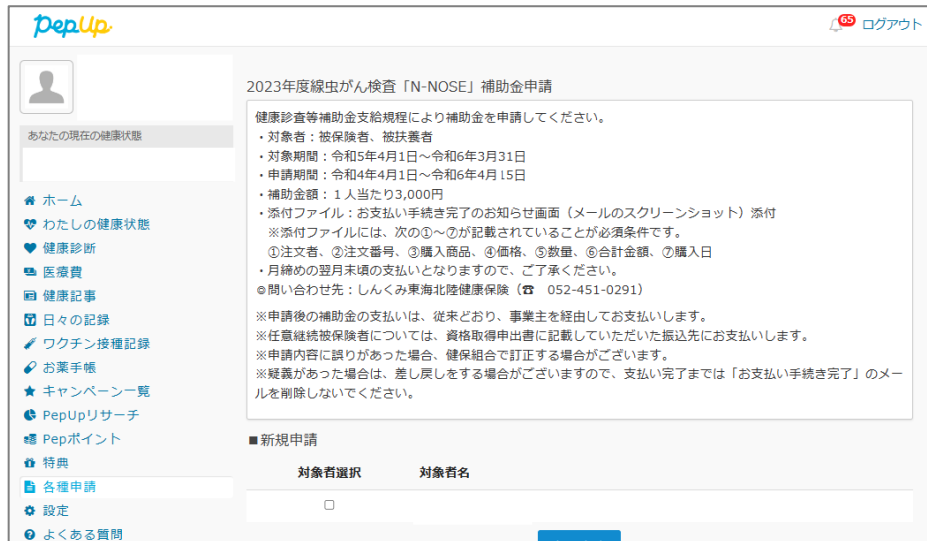 PepUp
65 ログアウト
あなたの現在の健康状態
ホーム
わたしの健康状態
健康診断
医療費
健康記事
日々の記録
ワクチン接種記録
お薬手帳
キャンペーン一覧
PepUpリサーチ
Pepポイント
特典
各種申請
設定
よくある質問
2023年度線虫がん検査「N-NOSE」補助金申請
健康診査等補助金支給規程により補助金を申請してください。
・対象者：被保険者、被扶養者
・対象期間：令和5年4月1日～令和6年3月31日
・申請期間：令和4年4月1日～令和6年4月15日
・補助金額：１人当たり3,000円
・添付ファイル：お支払い手続き完了のお知らせ画面（メールのスクリーンショット）添付
※添付ファイルには、次の①～⑦が記載されていることが必須条件です。
①注文者、②注文番号、③購入商品、④価格、⑤数量、⑥合計金額、⑦購入日
・月締めの翌月末頃の支払いとなりますので、ご了承ください。
◎問い合わせ先：しんくみ東海北陸健康保険（☎ 052-451-0291）
※申請後の補助金の支払いは、従来どおり、事業主を経由してお支払いします。
※任意継続被保険者については、資格取得申出書に記載していただいた振込先にお支払いします。
※申請内容に誤りがあった場合、健保組合で訂正する場合がございます。
※疑義があった場合は、差し戻しをする場合がございますので、支払い完了までは「お支払い手続き完了」のメー
ルを削除しないでください。
■新規申請
対象者選択 対象者名